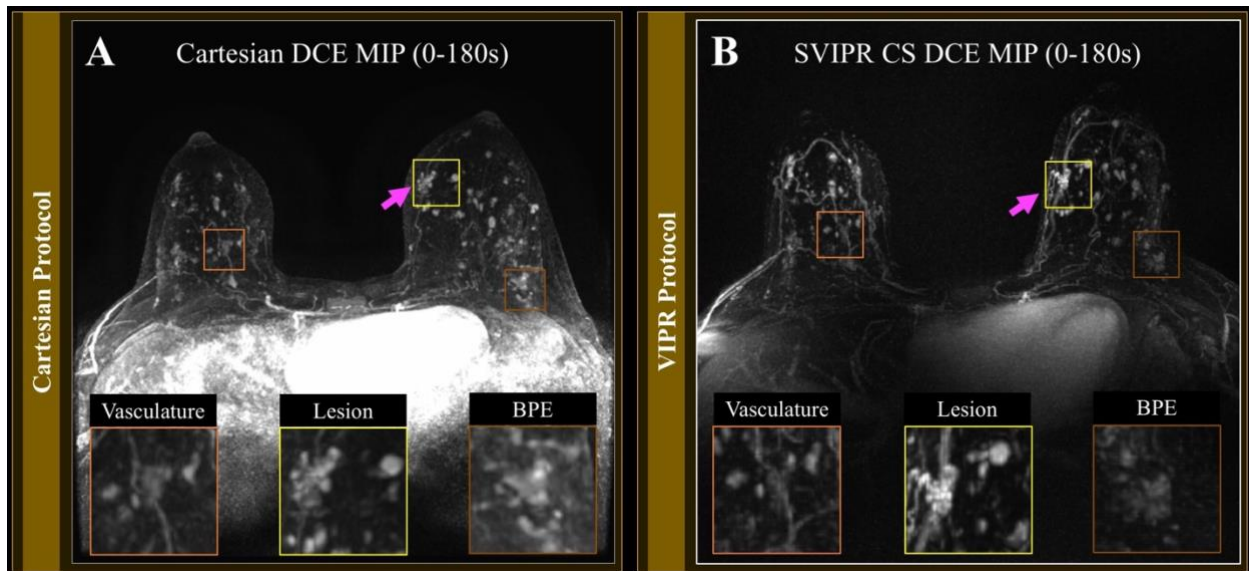 Cartesian Protocol
A
Cartesian DCE MIP (0-180s)
Vasculature
Lesion
BPE
VIPR Protocol
B
SVIPR CS DCE MIP (0-180s)
Vasculature
Lesion
BPE